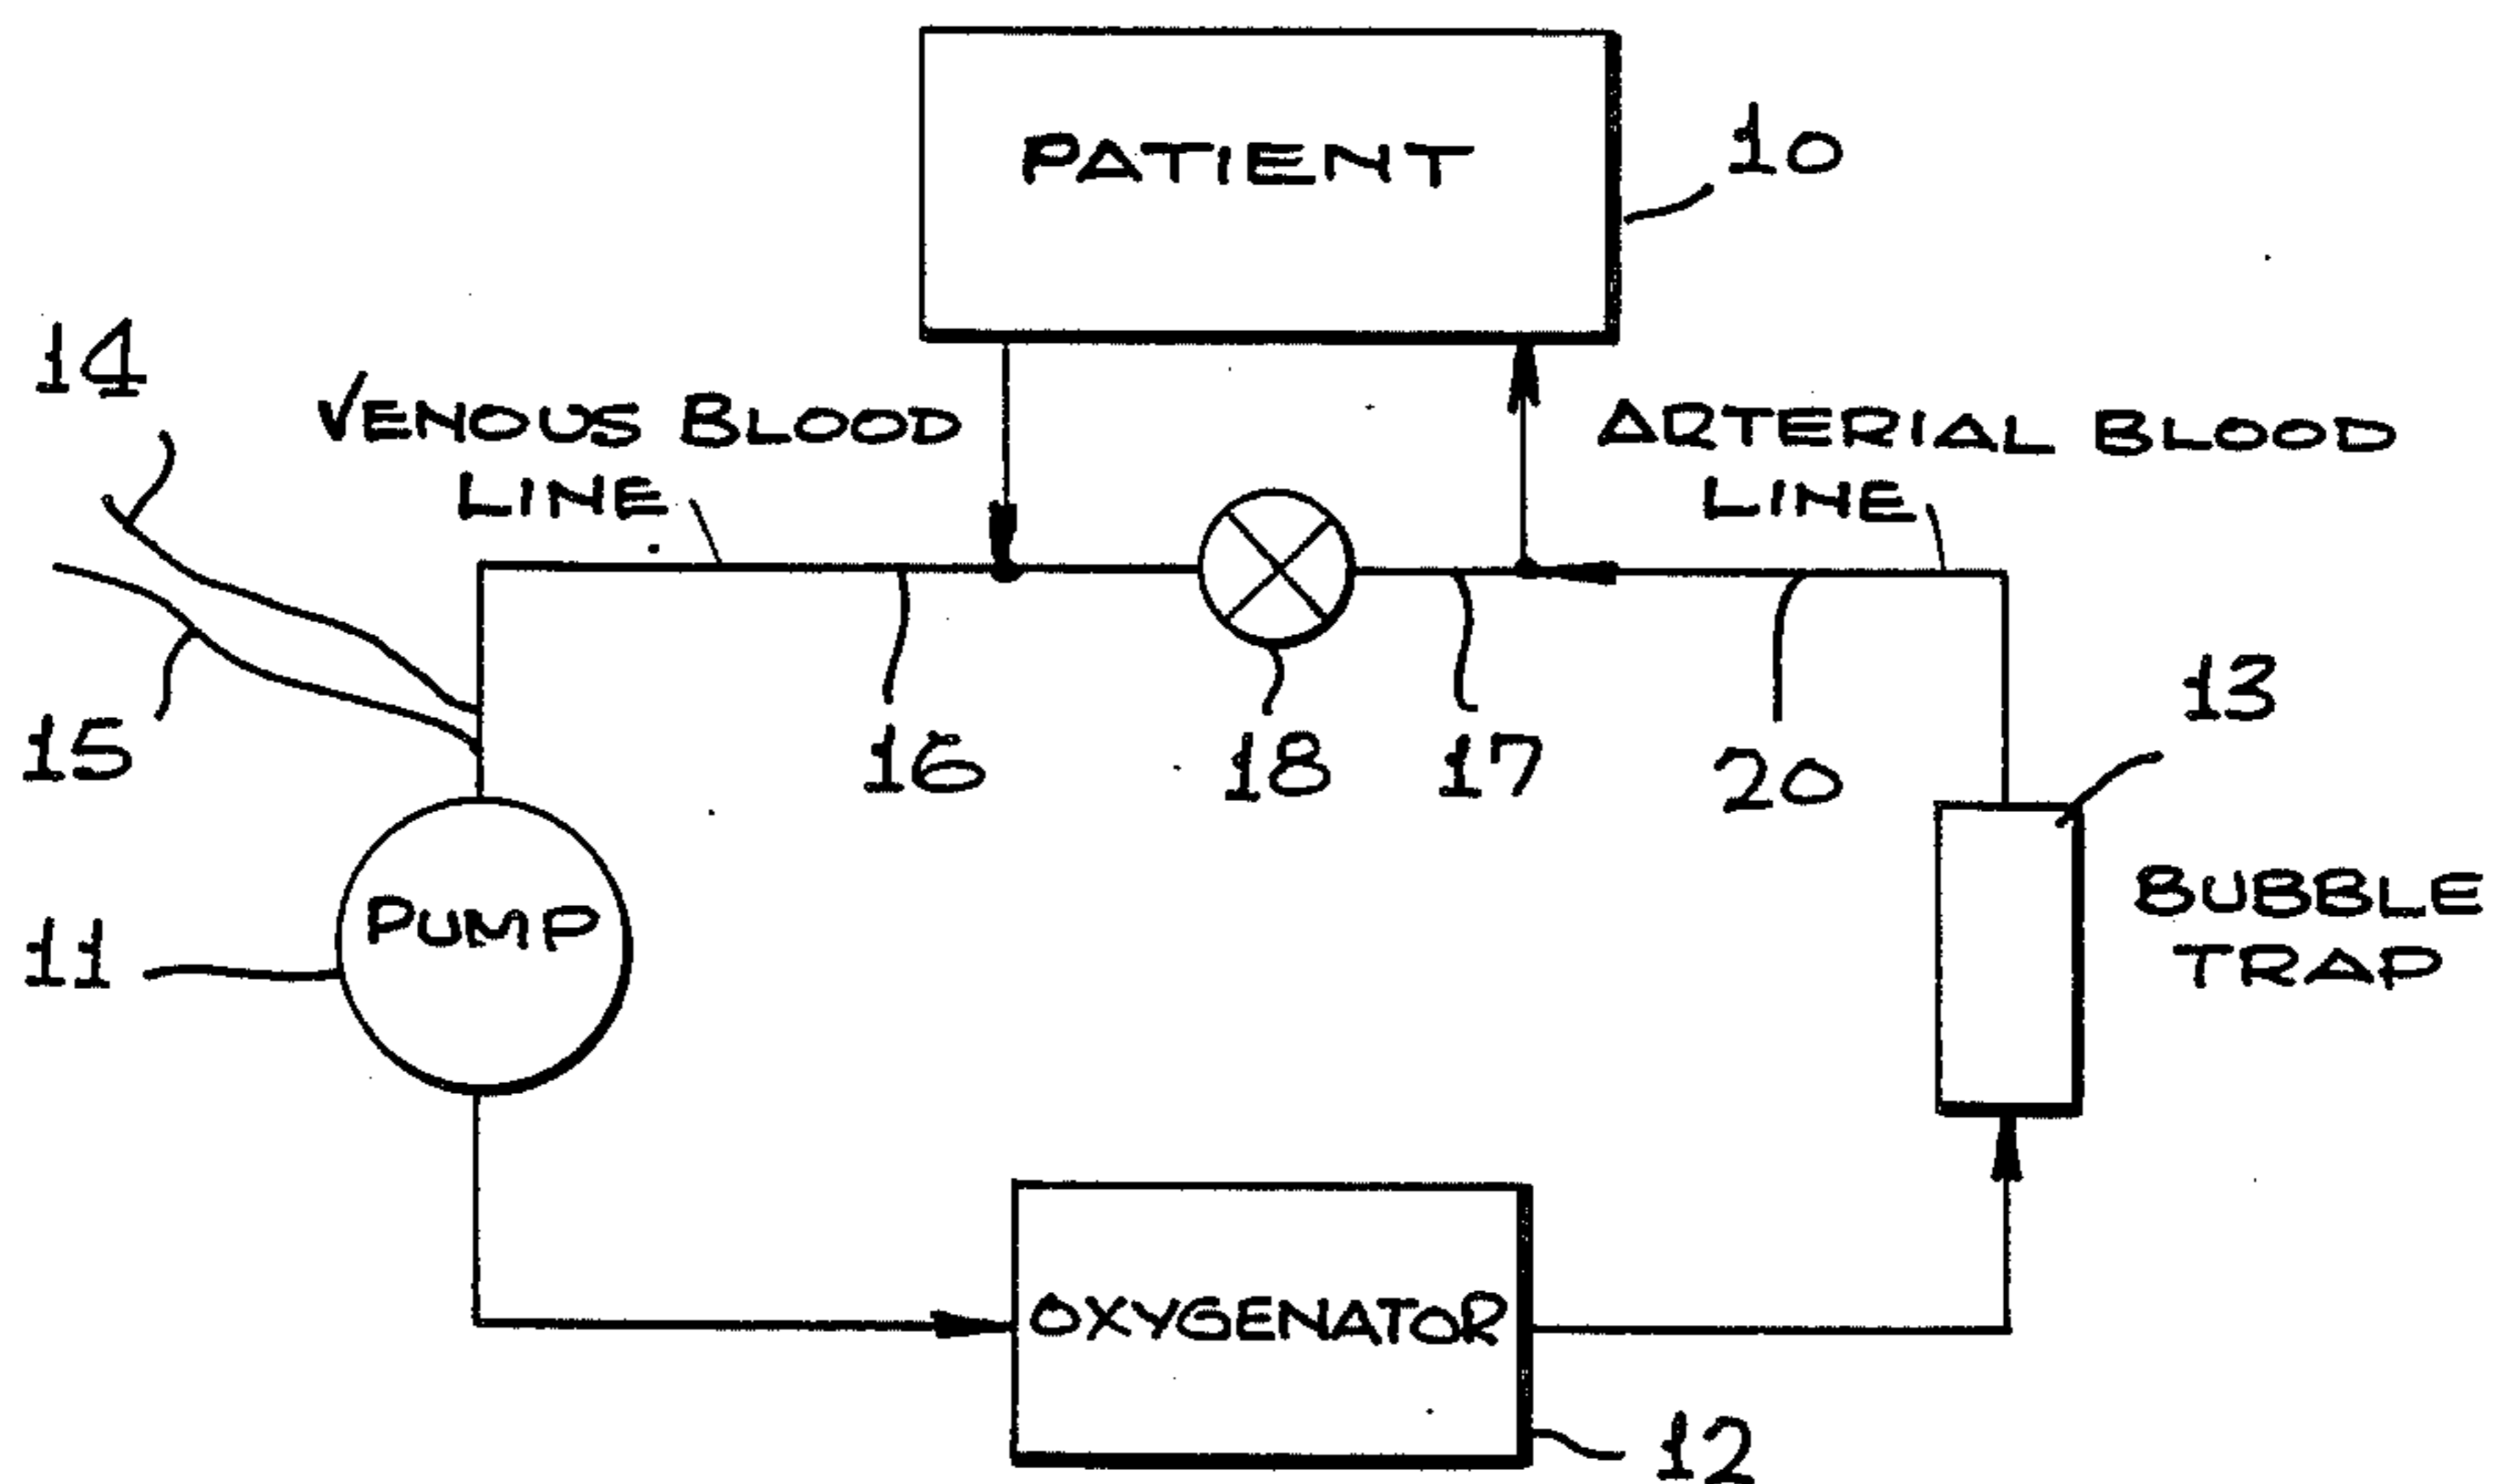 PATIENT
10
14
VENOUS BLOOD
LINE
ARTERIAL BLOOD
LINE
15
16
18
17
20
13
11
PUMP
BUBBLE
TRAP
OXYGENATOR
12